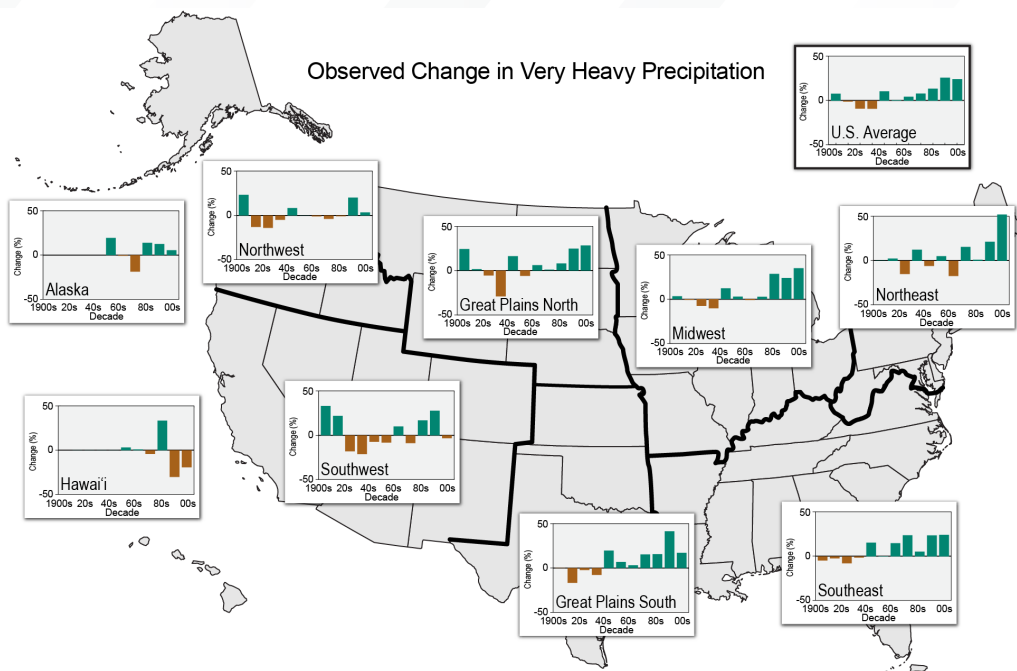 Observed Change in Very Heavy Precipitation
50
Change (%)
0
-50
U.S. Average
1900s 20s 40s 60s 80s 00s
Decade
50
Change (%)
0
-50
Northwest
1900s 20s 40s 60s 80s 00s
Decade
50
Change (%)
0
-50
Alaska
1900s 20s 40s 60s 80s 00s
Decade
50
Change (%)
0
-50
Great Plains North
1900s 20s 40s 60s 80s 00s
Decade
50
Change (%)
0
-50
Midwest
1900s 20s 40s 60s 80s 00s
Decade
50
Change (%)
0
-50
Northeast
1900s 20s 40s 60s 80s 00s
Decade
50
Change (%)
0
-50
Hawai‘i
1900s 20s 40s 60s 80s 00s
Decade
50
Change (%)
0
-50
Southwest
1900s 20s 40s 60s 80s 00s
Decade
50
Change (%)
0
-50
Great Plains South
1900s 20s 40s 60s 80s 00s
Decade
50
Change (%)
0
-50
Southeast
1900s 20s 40s 60s 80s 00s
Decade